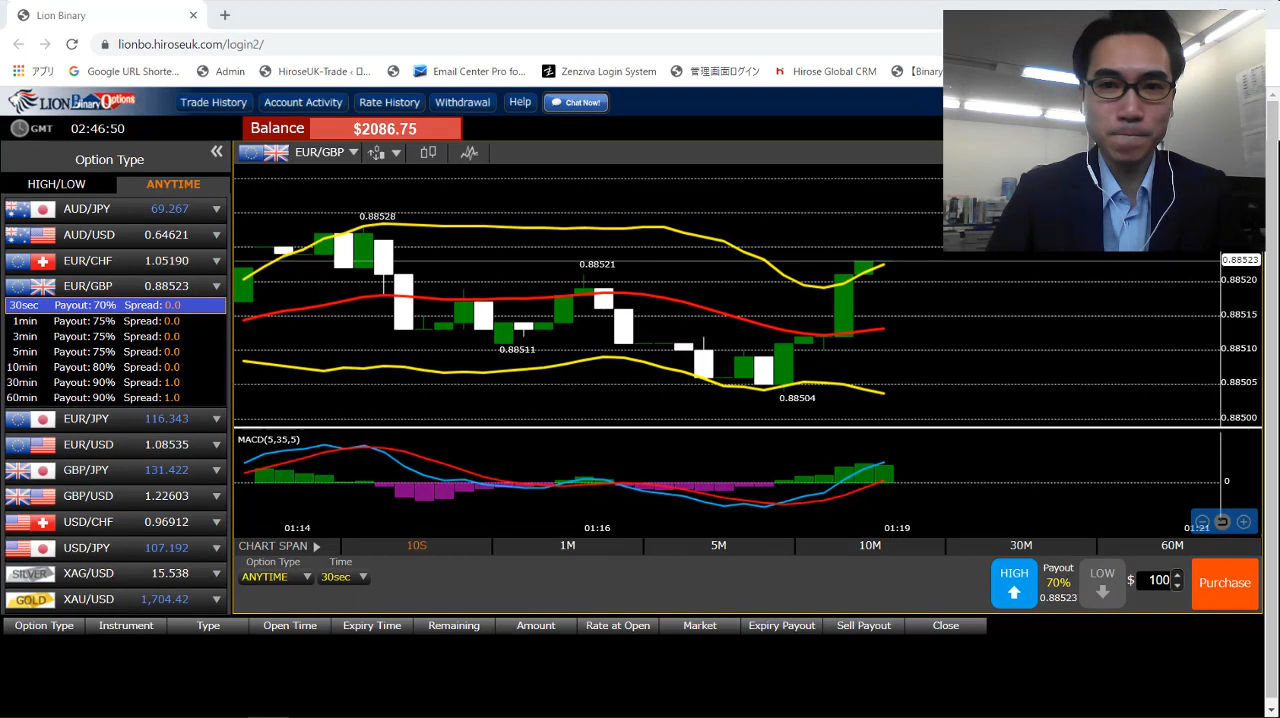 Lion Binary
lionbo.hiroseuk.com/login2/
アプリ Google URL Shorte... Admin HiroseUK-Trade ‹ ロ... Email Center Pro fo... Zenziva Login System 管理画面ログイン Hirose Global CRM 【Binary
LION Binary Options Trade History Account Activity Rate History Withdrawal Help Chat Now!
GMT 02:46:50 Balance $2086.75
Option Type EUR/GBP
HIGH/LOW ANYTIME
AUD/JPY 69.267
AUD/USD 0.64621
EUR/CHF 1.05190
EUR/GBP 0.88523
30sec Payout: 70% Spread: 0.0
1min Payout: 75% Spread: 0.0
3min Payout: 75% Spread: 0.0
5min Payout: 75% Spread: 0.0
10min Payout: 80% Spread: 0.0
30min Payout: 90% Spread: 1.0
60min Payout: 90% Spread: 1.0
EUR/JPY 116.343
EUR/USD 1.08535
GBP/JPY 131.422
GBP/USD 1.22603
USD/CHF 0.96912
USD/JPY 107.192
SILVER XAG/USD 15.538
GOLD XAU/USD 1,704.42
0.88528
0.88521
0.88511
0.88504
0.88523
0.88520
0.88515
0.88510
0.88505
0.88500
MACD(5,35,5)
0
01:14 01:16 01:19 01:21
CHART SPAN 10S 1M 5M 10M 30M 60M
Option Type Time
ANYTIME 30sec
HIGH Payout 70% 0.88523 LOW $ 100 Purchase
Option Type Instrument Type Open Time Expiry Time Remaining Amount Rate at Open Market Expiry Payout Sell Payout Close